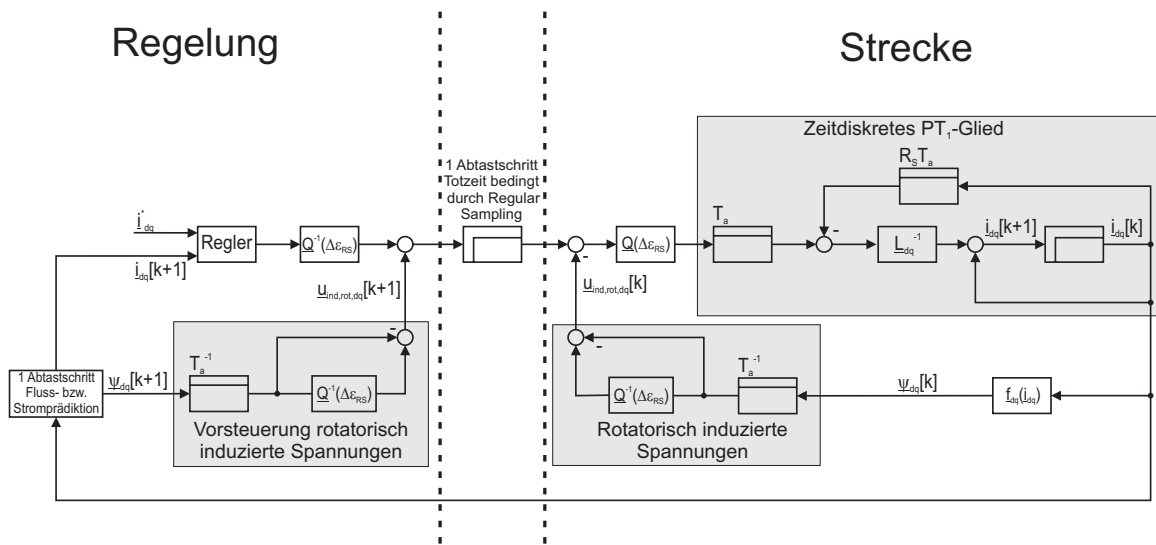 Regelung
Strecke
Zeitdiskretes PT₁-Glied
1 Abtastschritt
Totzeit bedingt
durch Regular
Sampling
R_S T_a
i*_dq
Regler
Q⁻¹(Δε_RS)
T_a
Q(Δε_RS)
-
L_dq⁻¹
i_dq[k+1]
i_dq[k]
i_dq[k+1]
-
u_ind,rot,dq[k+1]
u_ind,rot,dq[k]
-
-
-
T_a⁻¹
T_a⁻¹
1 Abtastschritt
Fluss- bzw.
Stromprädiktion
ψ_dq[k+1]
Q⁻¹(Δε_RS)
Q⁻¹(Δε_RS)
ψ_dq[k]
f_dq(i_dq)
Vorsteuerung rotatorisch
induzierte Spannungen
Rotatorisch induzierte
Spannungen